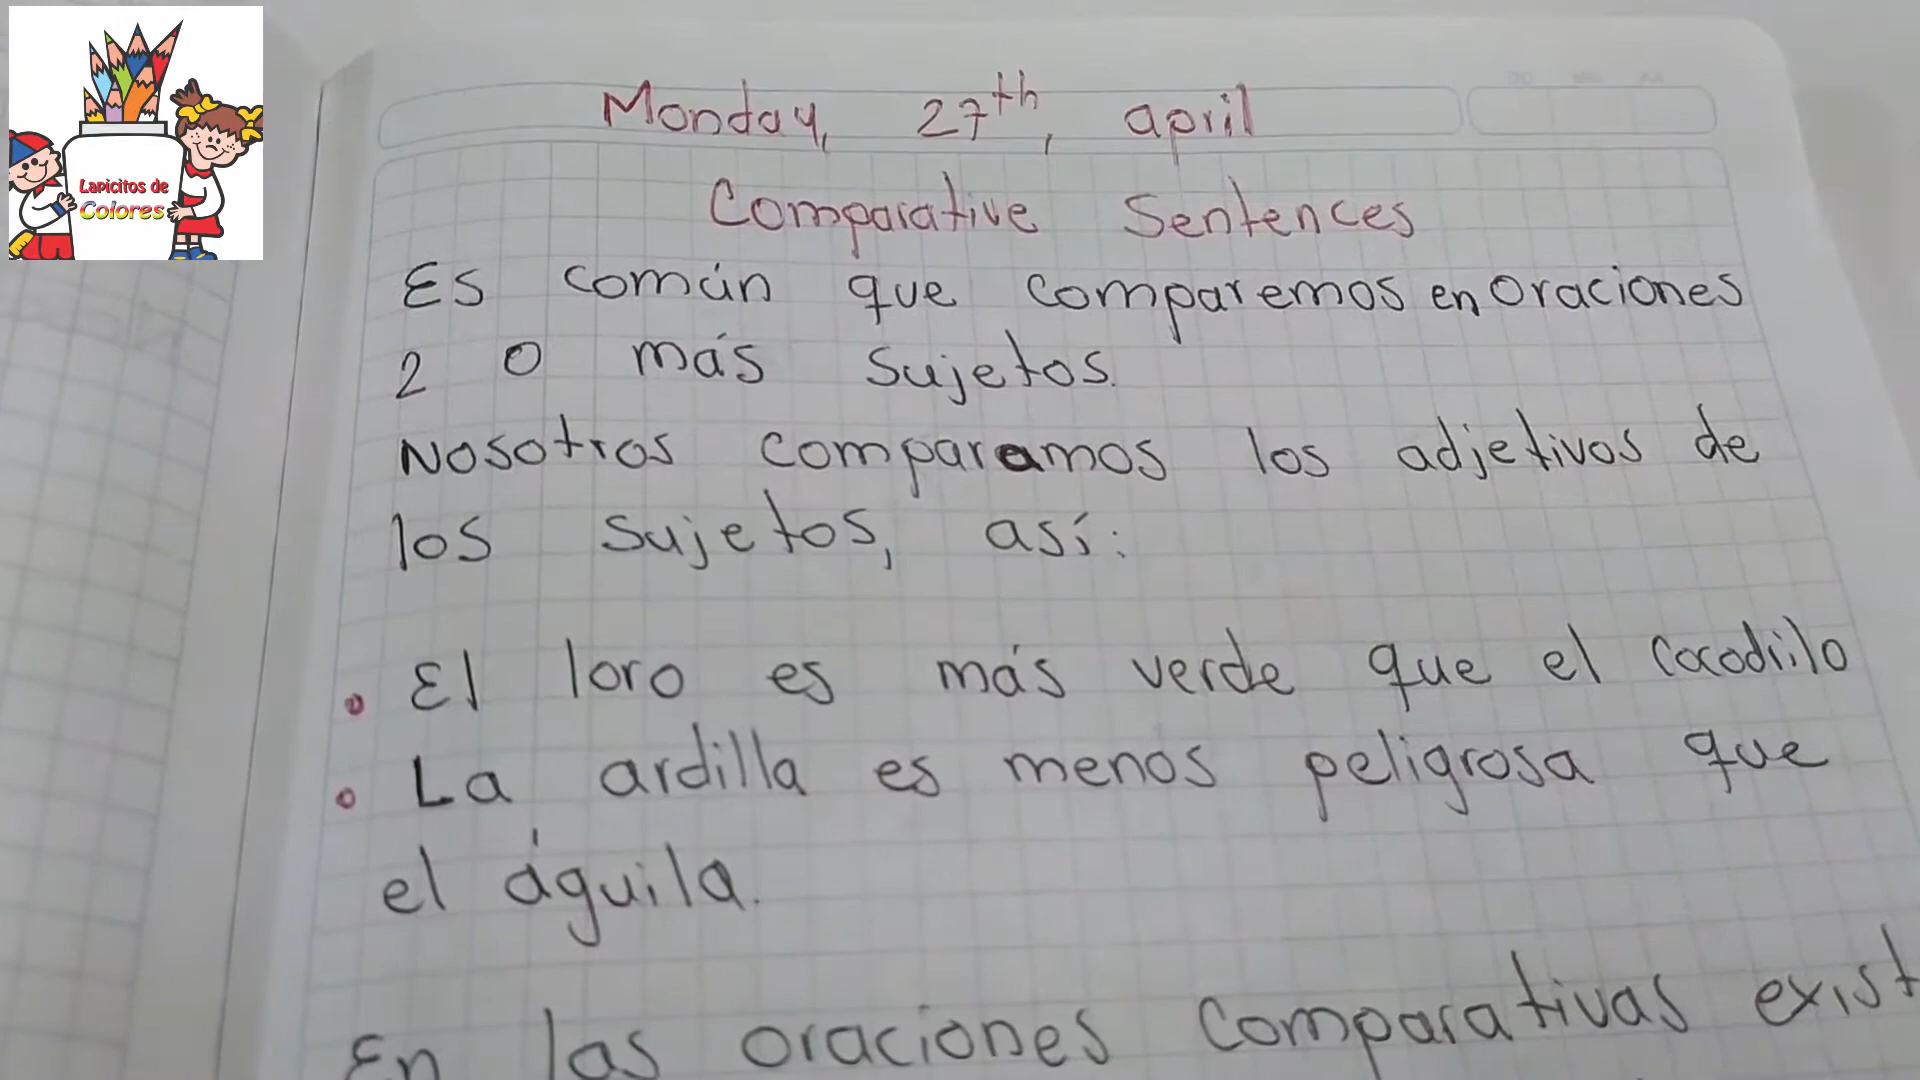 Lapicitos de
Colores
Monday, 27th, april
Comparative Sentences
Es común que comparemos en oraciones
2 o más sujetos.
Nosotros comparamos los adjetivos de
los sujetos, así:
• El loro es más verde que el cocodrilo
• La ardilla es menos peligrosa que
el águila.
En las oraciones comparativas exist